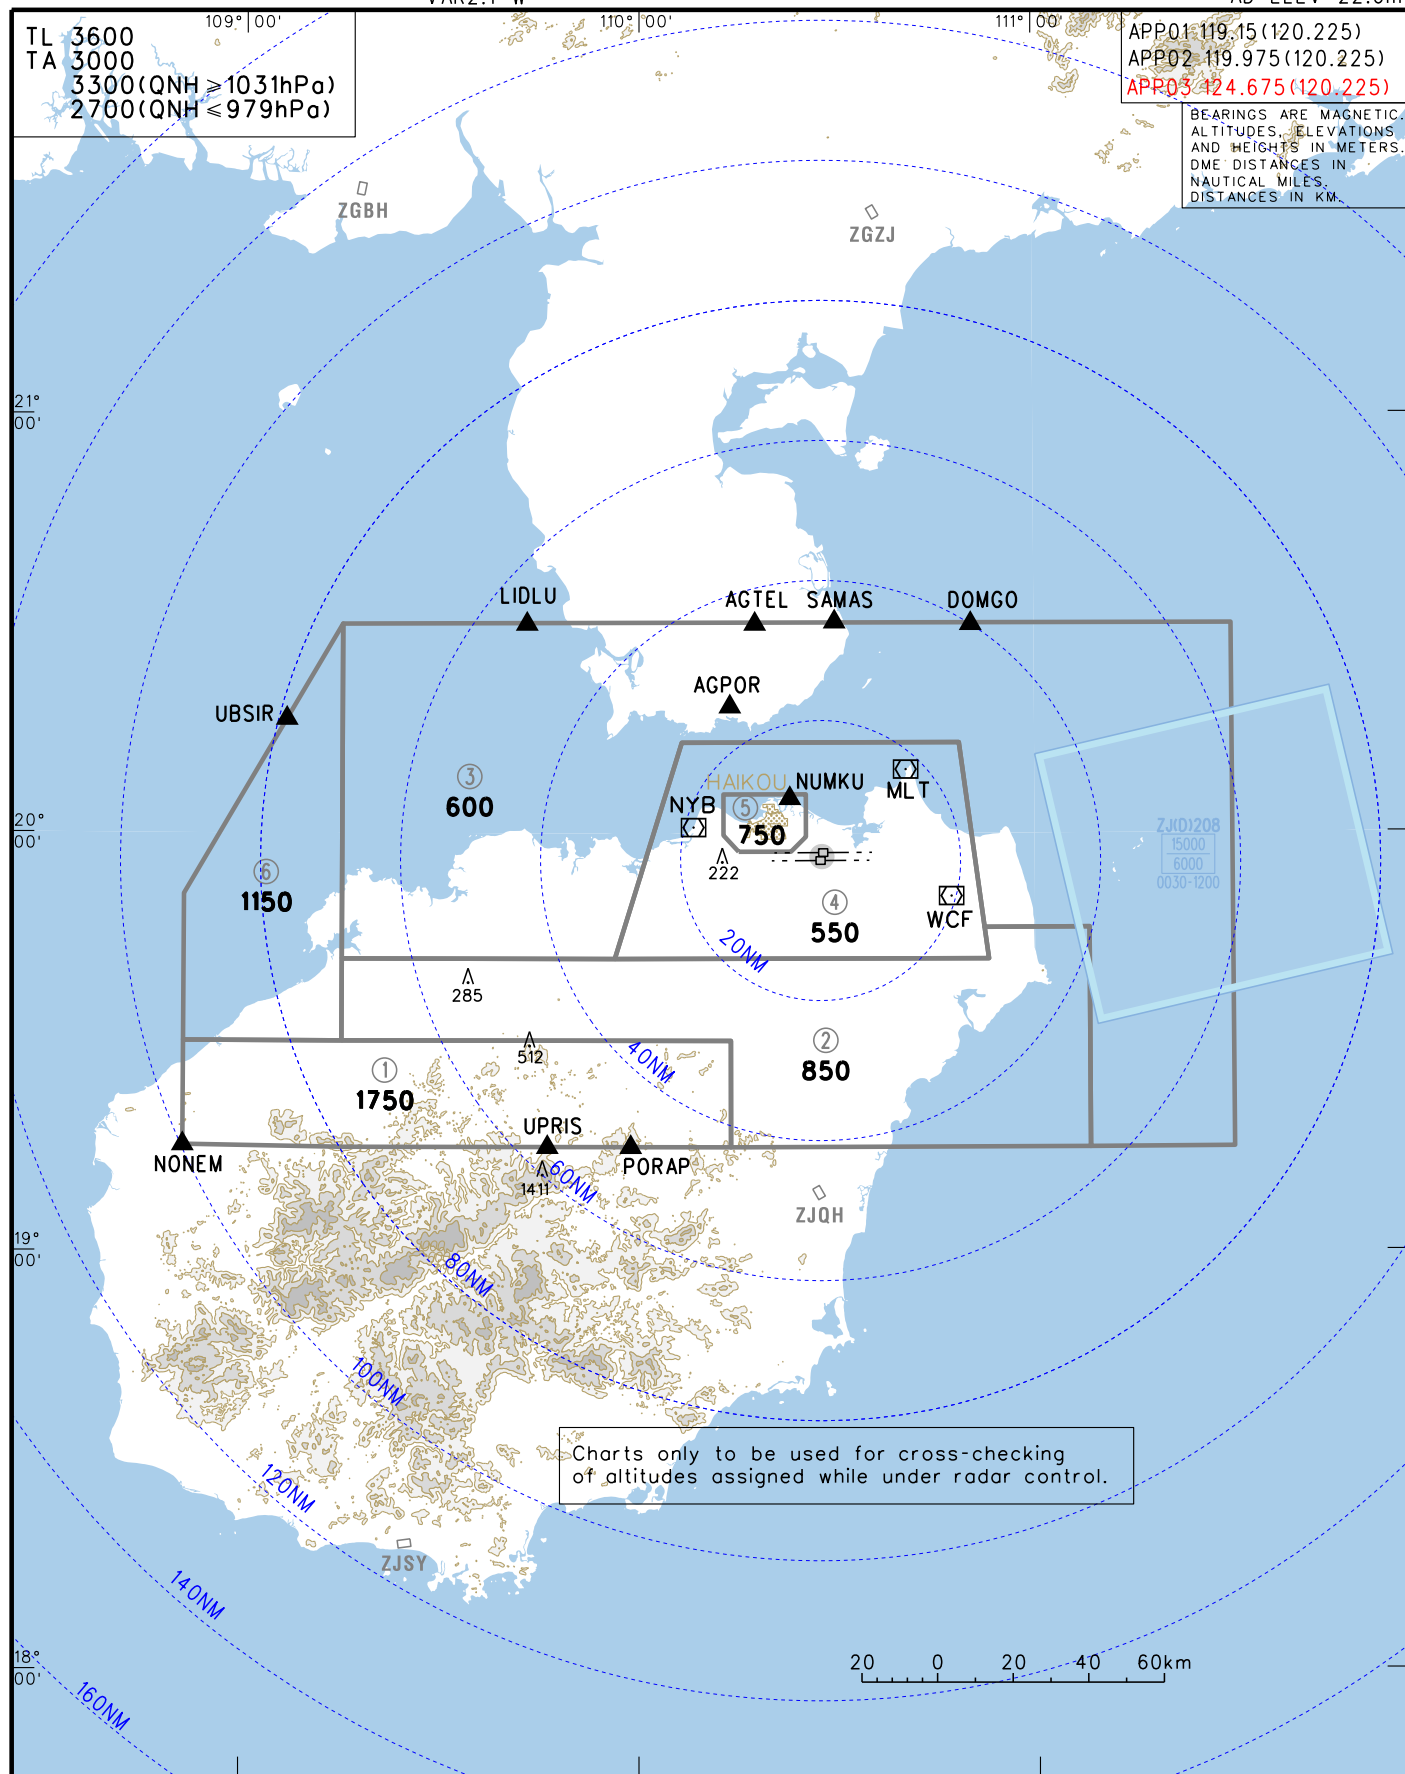 109° 00'
110° 00'
111° 00'
TL 3600
TA 3000
3300(QNH ≥1031hPa)
2700(QNH ≤979hPa)
APP01 119.15(120.225)
APP02 119.975(120.225)
APP03 124.675(120.225)
BEARINGS ARE MAGNETIC.
ALTITUDES, ELEVATIONS
AND HEIGHTS IN METERS.
DME DISTANCES IN
NAUTICAL MILES,
DISTANCES IN KM.
ZGBH
ZGZJ
21°
00'
LIDLU
AGTEL
SAMAS
DOMGO
AGPOR
UBSIR
③
600
HAIKOU
NUMKU
MLT
NYB
⑤
750
20°
00'
ZJ(D)208
15000
6000
0030-1200
222
⑥
1150
④
550
WCF
20NM
285
512
40NM
②
850
①
1750
UPRIS
NONEM
PORAP
60NM
1411
ZJQH
19°
00'
80NM
100NM
Charts only to be used for cross-checking
of altitudes assigned while under radar control.
120NM
ZJSY
140NM
18°
00'
20 0 20 40 60km
160NM